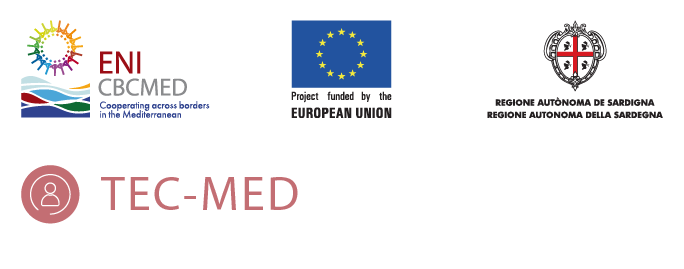 ENI
CBCMED
Cooperating across borders
in the Mediterranean
Project funded by the
EUROPEAN UNION
REGIONE AUTÒNOMA DE SARDIGNA
REGIONE AUTONOMA DELLA SARDEGNA
TEC-MED